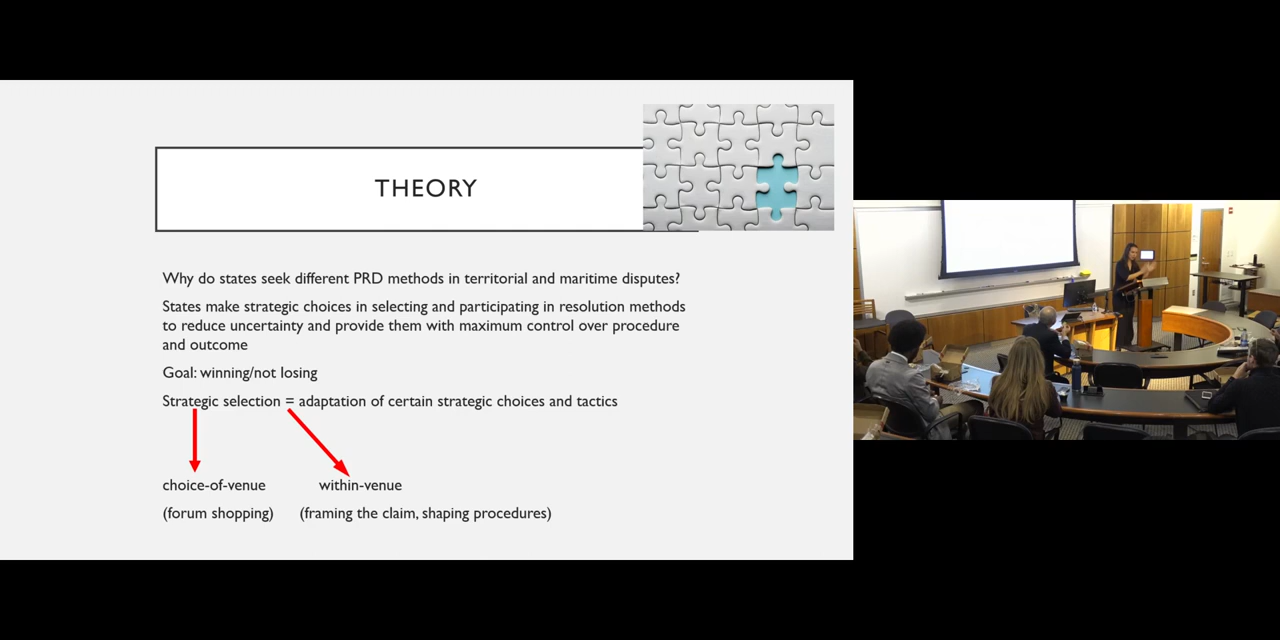 THEORY
Why do states seek different PRD methods in territorial and maritime disputes?
States make strategic choices in selecting and participating in resolution methods
to reduce uncertainty and provide them with maximum control over procedure
and outcome
Goal: winning/not losing
Strategic selection = adaptation of certain strategic choices and tactics
choice-of-venue within-venue
(forum shopping) (framing the claim, shaping procedures)